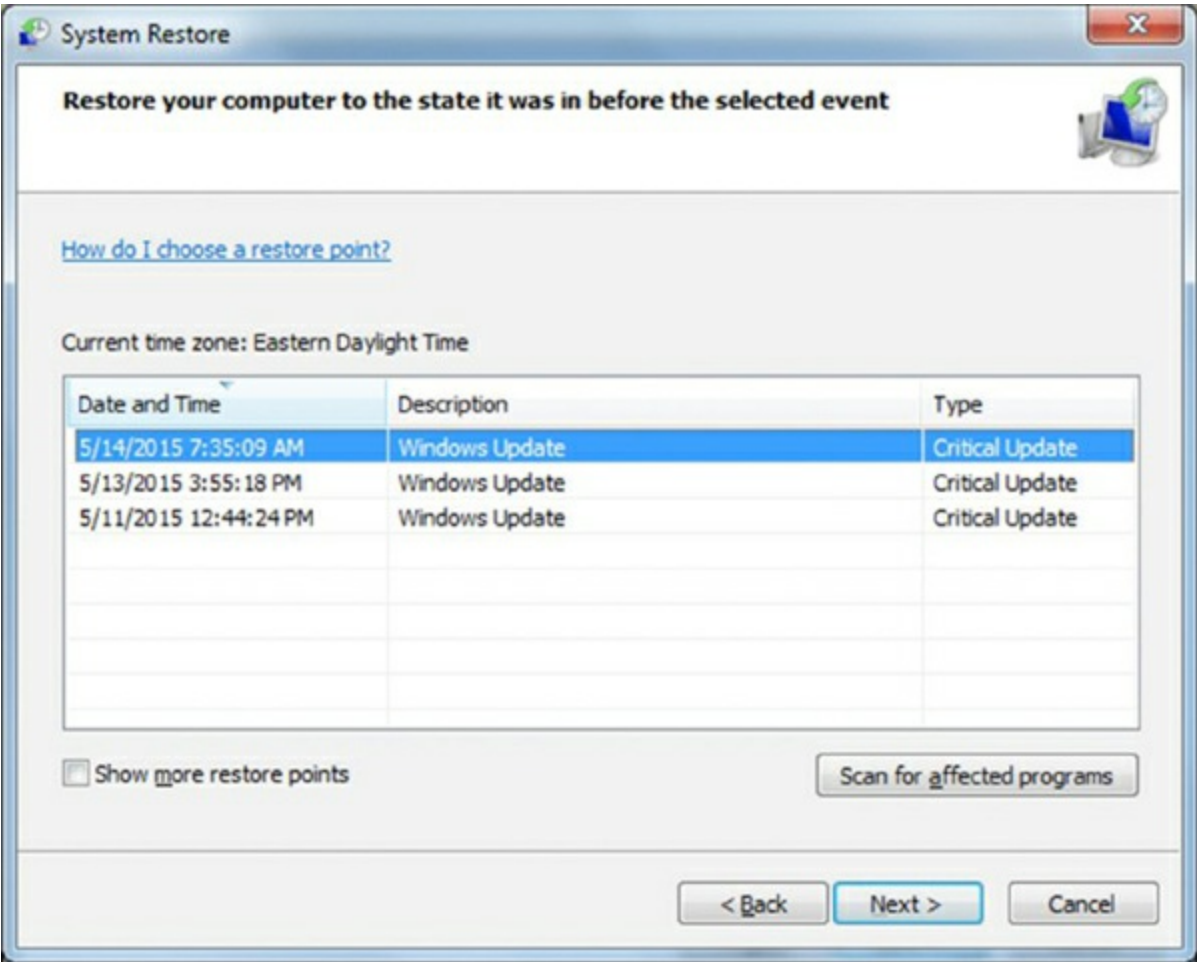 System Restore
Restore your computer to the state it was in before the selected event
How do I choose a restore point?
Current time zone: Eastern Daylight Time
Date and Time Description Type
5/14/2015 7:35:09 AM Windows Update Critical Update
5/13/2015 3:55:18 PM Windows Update Critical Update
5/11/2015 12:44:24 PM Windows Update Critical Update
Show more restore points Scan for affected programs
< Back Next > Cancel